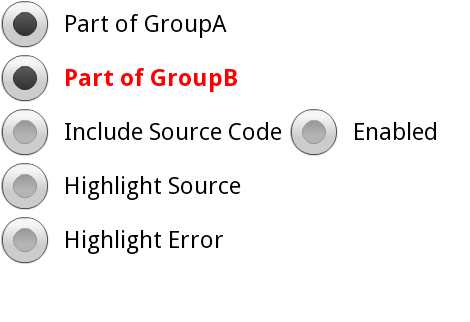 Part of GroupA
Part of GroupB
Include Source Code Enabled
Highlight Source
Highlight Error